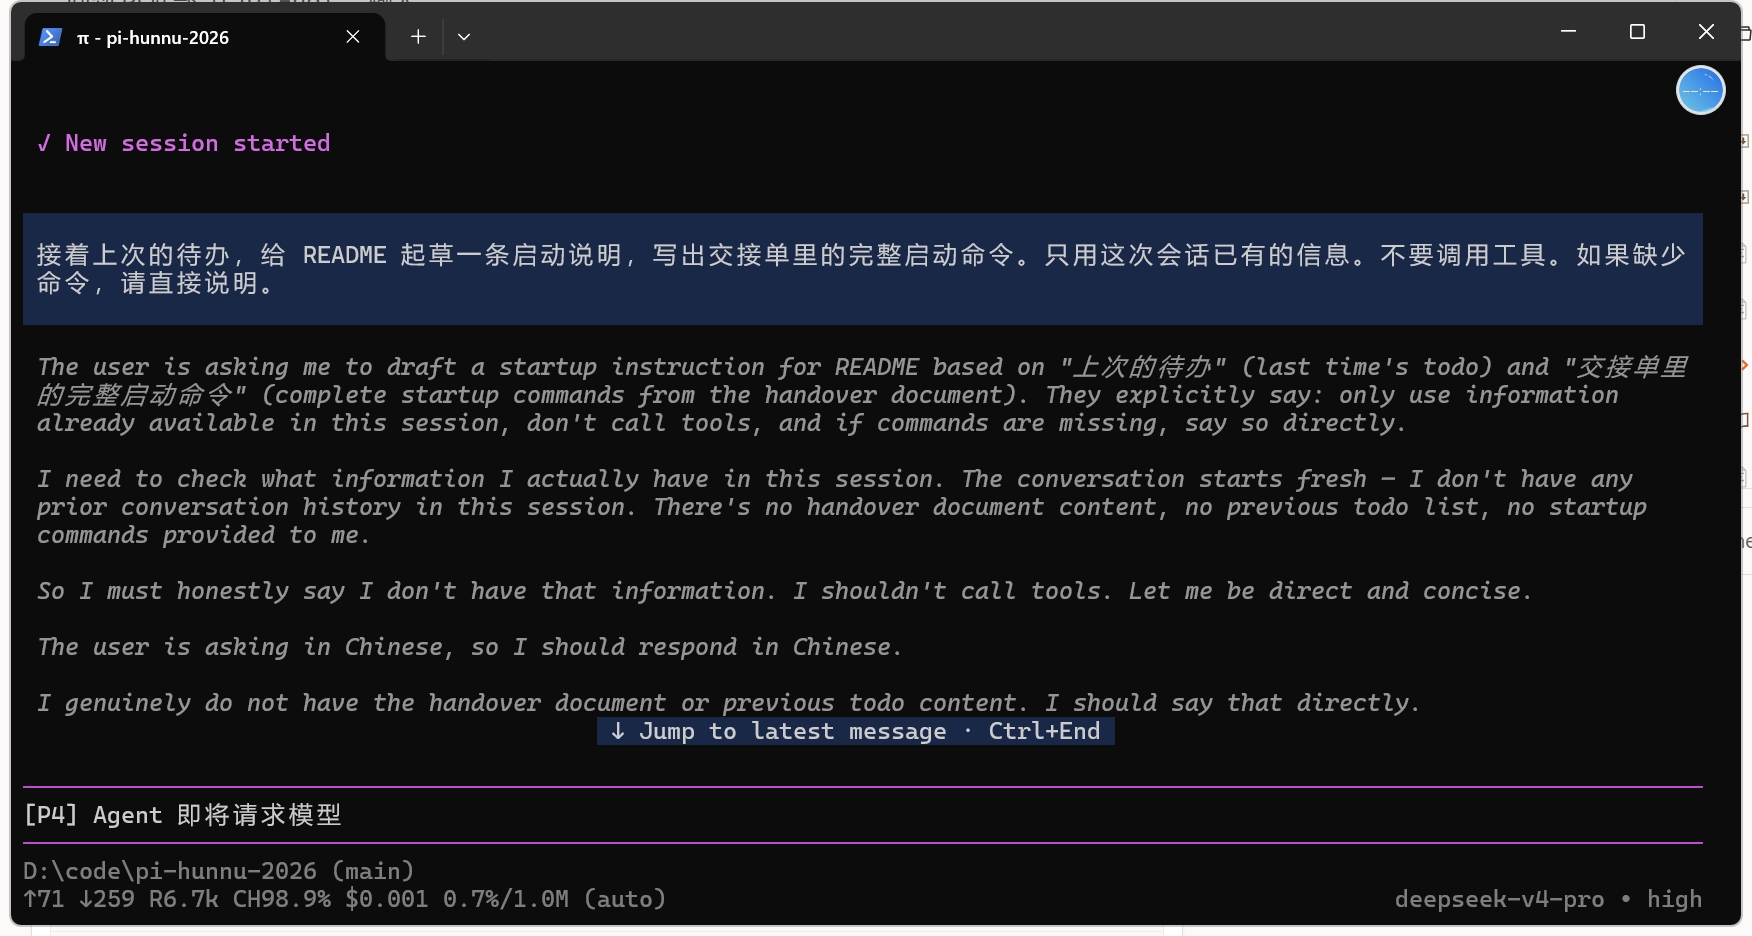 π - pi-hunnu-2026
√ New session started
接着上次的待办，给 README 起草一条启动说明，写出交接单里的完整启动命令。只用这次会话已有的信息。不要调用工具。如果缺少
命令，请直接说明。
The user is asking me to draft a startup instruction for README based on "上次的待办" (last time's todo) and "交接单里
的完整启动命令" (complete startup commands from the handover document). They explicitly say: only use information
already available in this session, don't call tools, and if commands are missing, say so directly.
I need to check what information I actually have in this session. The conversation starts fresh — I don't have any
prior conversation history in this session. There's no handover document content, no previous todo list, no startup
commands provided to me.
So I must honestly say I don't have that information. I shouldn't call tools. Let me be direct and concise.
The user is asking in Chinese, so I should respond in Chinese.
I genuinely do not have the handover document or previous todo content. I should say that directly.
↓ Jump to latest message · Ctrl+End
[P4] Agent 即将请求模型
D:\code\pi-hunnu-2026 (main)
↑71 ↓259 R6.7k CH98.9% $0.001 0.7%/1.0M (auto)
deepseek-v4-pro • high